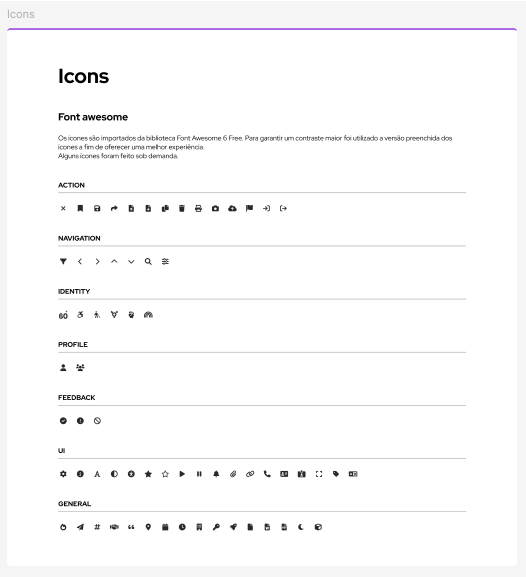 Icons
Icons
Font awesome
Os ícones são importados da biblioteca Font Awesome 6 Free. Para garantir um contraste maior foi utilizado a versão preenchida dos
ícones a fim de oferecer uma melhor experiência.
Alguns ícones foram feito sob demanda.
ACTION
NAVIGATION
IDENTITY
60+
PROFILE
FEEDBACK
UI
GENERAL